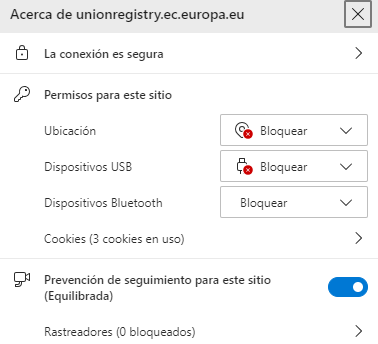 Acerca de unionregistry.ec.europa.eu
La conexión es segura
Permisos para este sitio
Ubicación Bloquear
Dispositivos USB Bloquear
Dispositivos Bluetooth Bloquear
Cookies (3 cookies en uso)
Prevención de seguimiento para este sitio
(Equilibrada)
Rastreadores (0 bloqueados)